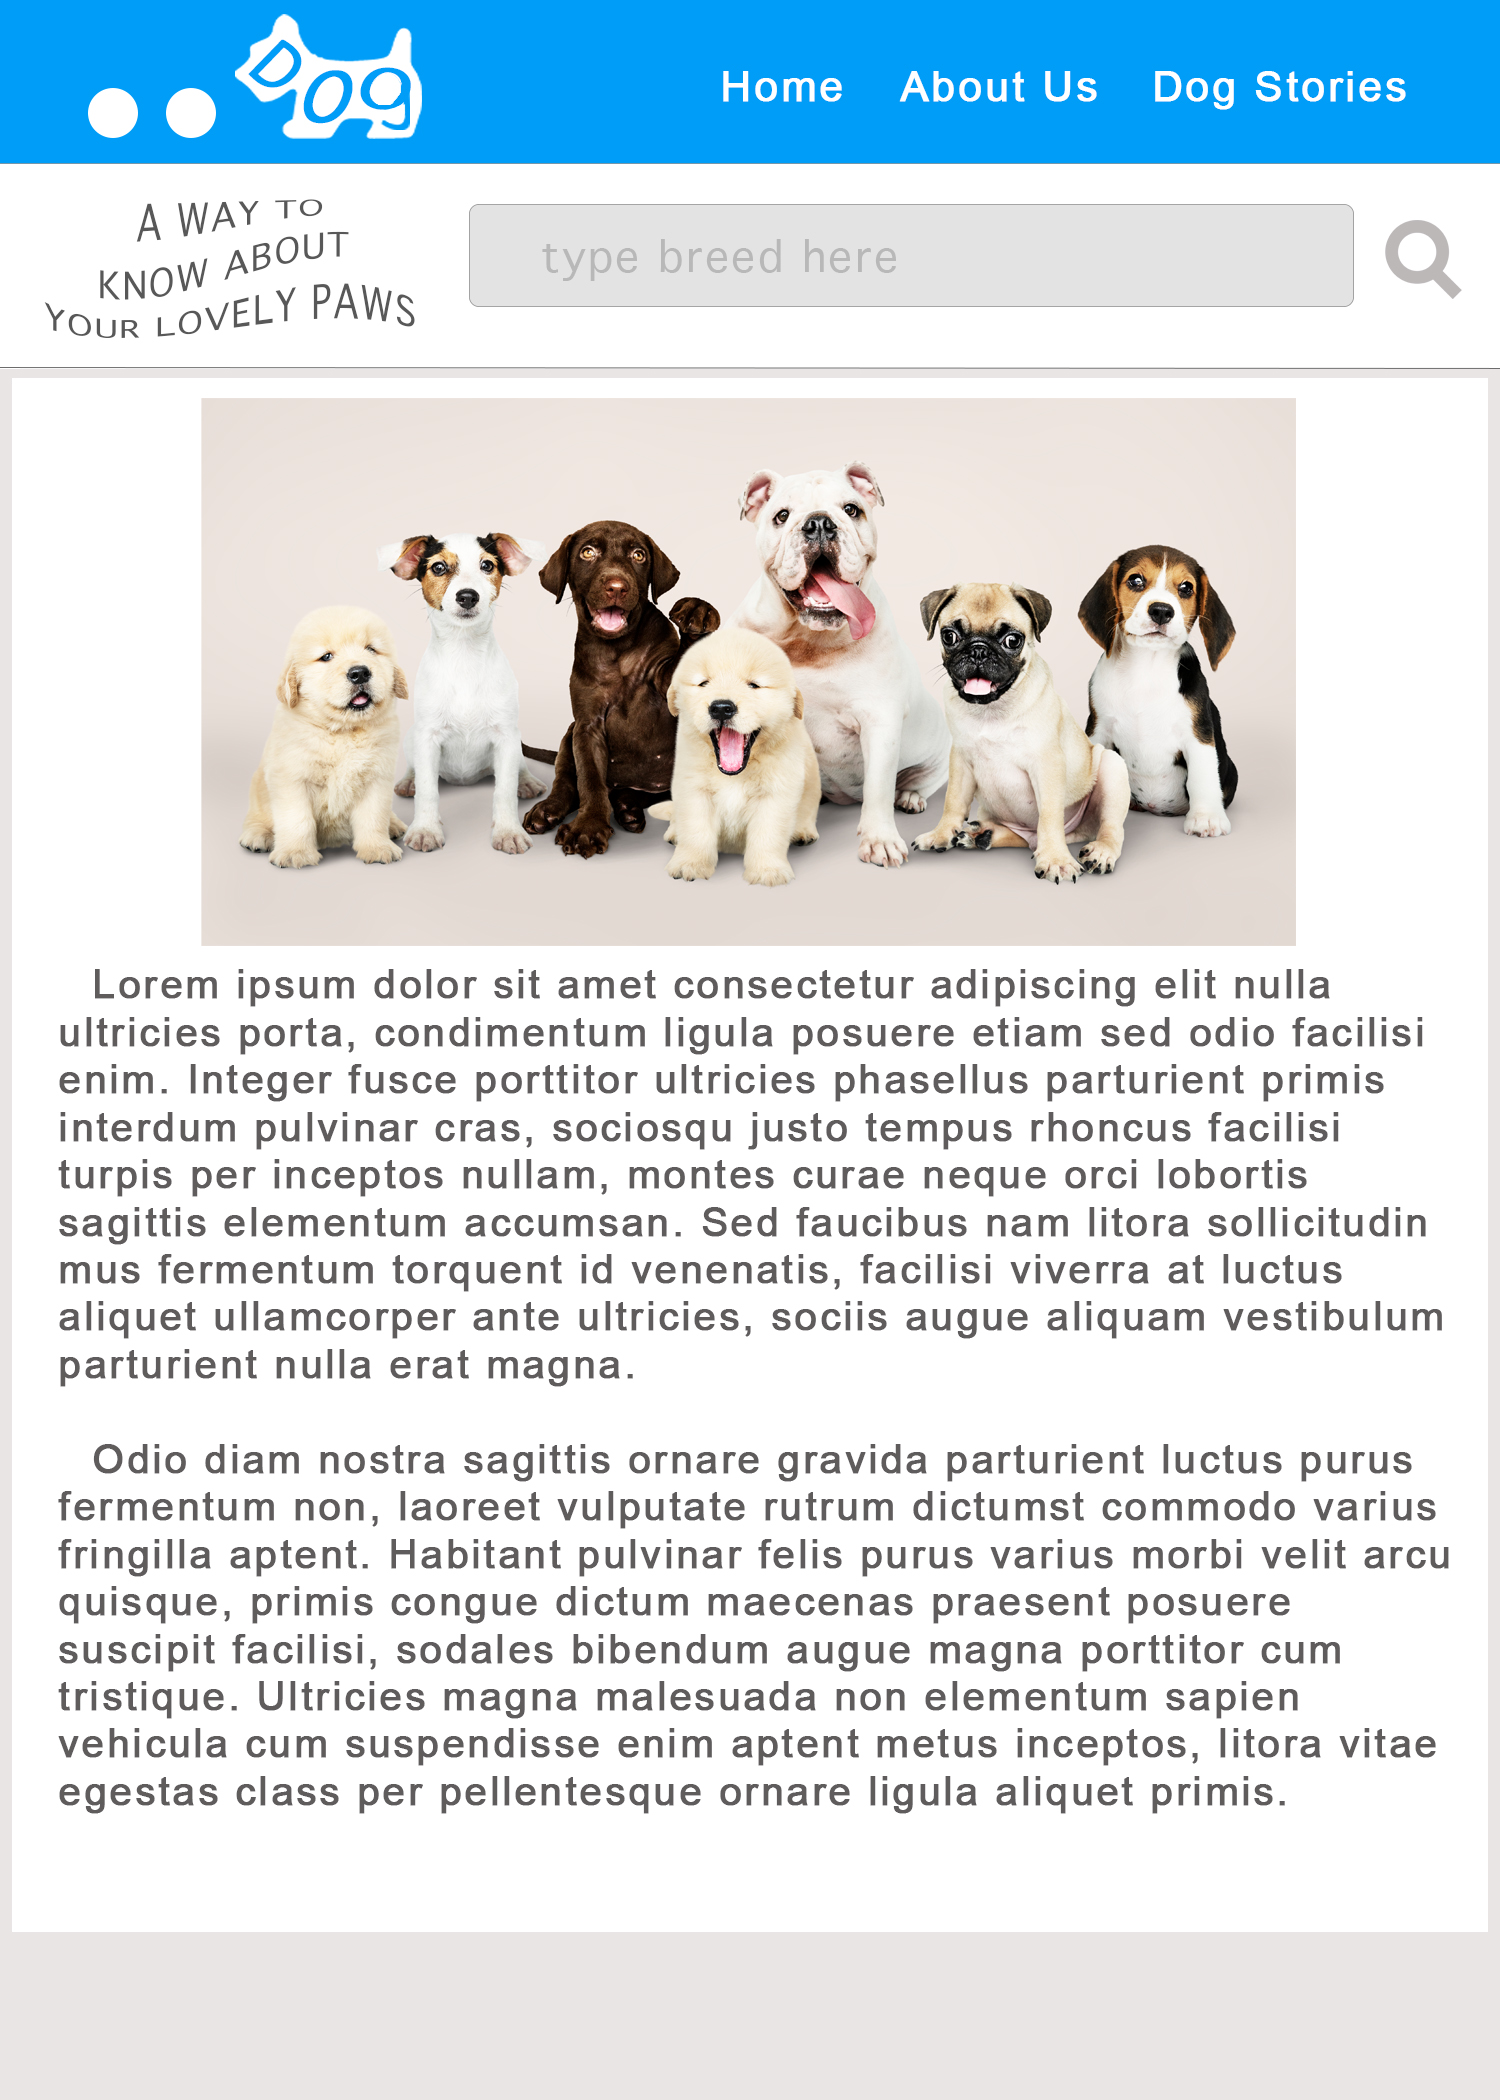 Dog
Home About Us Dog Stories
A WAY TO
KNOW ABOUT
YOUR LOVELY PAWS
type breed here
Lorem ipsum dolor sit amet consectetur adipiscing elit nulla
ultricies porta, condimentum ligula posuere etiam sed odio facilisi
enim. Integer fusce porttitor ultricies phasellus parturient primis
interdum pulvinar cras, sociosqu justo tempus rhoncus facilisi
turpis per inceptos nullam, montes curae neque orci lobortis
sagittis elementum accumsan. Sed faucibus nam litora sollicitudin
mus fermentum torquent id venenatis, facilisi viverra at luctus
aliquet ullamcorper ante ultricies, sociis augue aliquam vestibulum
parturient nulla erat magna.
Odio diam nostra sagittis ornare gravida parturient luctus purus
fermentum non, laoreet vulputate rutrum dictumst commodo varius
fringilla aptent. Habitant pulvinar felis purus varius morbi velit arcu
quisque, primis congue dictum maecenas praesent posuere
suscipit facilisi, sodales bibendum augue magna porttitor cum
tristique. Ultricies magna malesuada non elementum sapien
vehicula cum suspendisse enim aptent metus inceptos, litora vitae
egestas class per pellentesque ornare ligula aliquet primis.